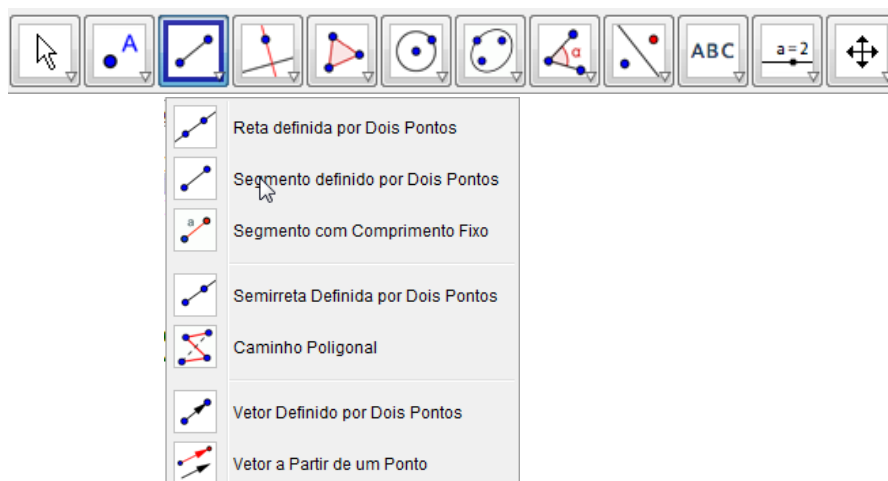 A
α
ABC
a=2
Reta definida por Dois Pontos
Segmento definido por Dois Pontos
a
Segmento com Comprimento Fixo
Semirreta Definida por Dois Pontos
Caminho Poligonal
Vetor Definido por Dois Pontos
Vetor a Partir de um Ponto